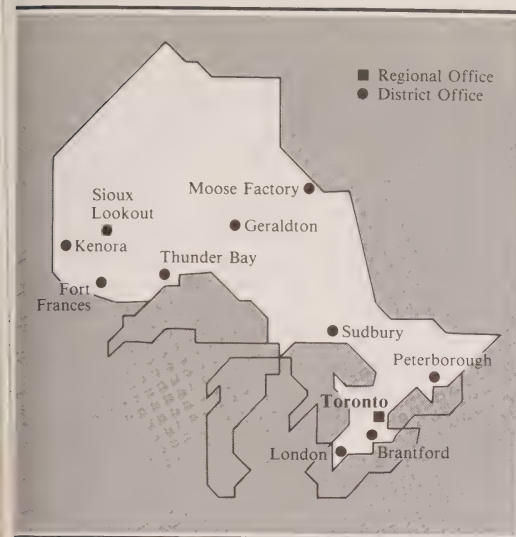 ■ Regional Office
● District Office
Moose Factory
Sioux
Lookout
Geraldton
Kenora
Thunder Bay
Fort
Frances
Sudbury
Peterborough
Toronto
London
Brantford